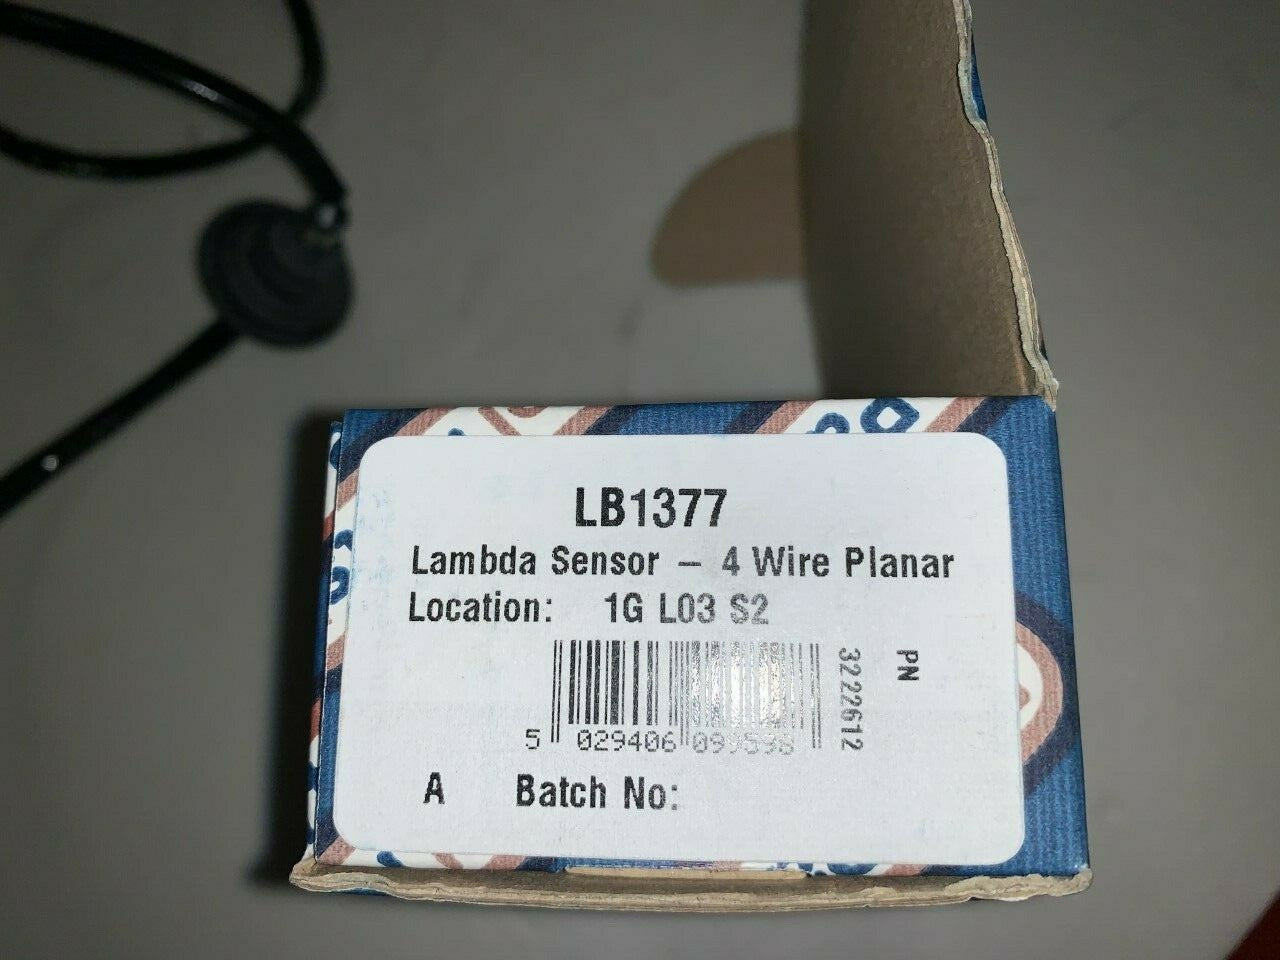 LB1377
Lambda Sensor – 4 Wire Planar
Location: 1G L03 S2
5 029406 099598
PN
3222612
A Batch No: